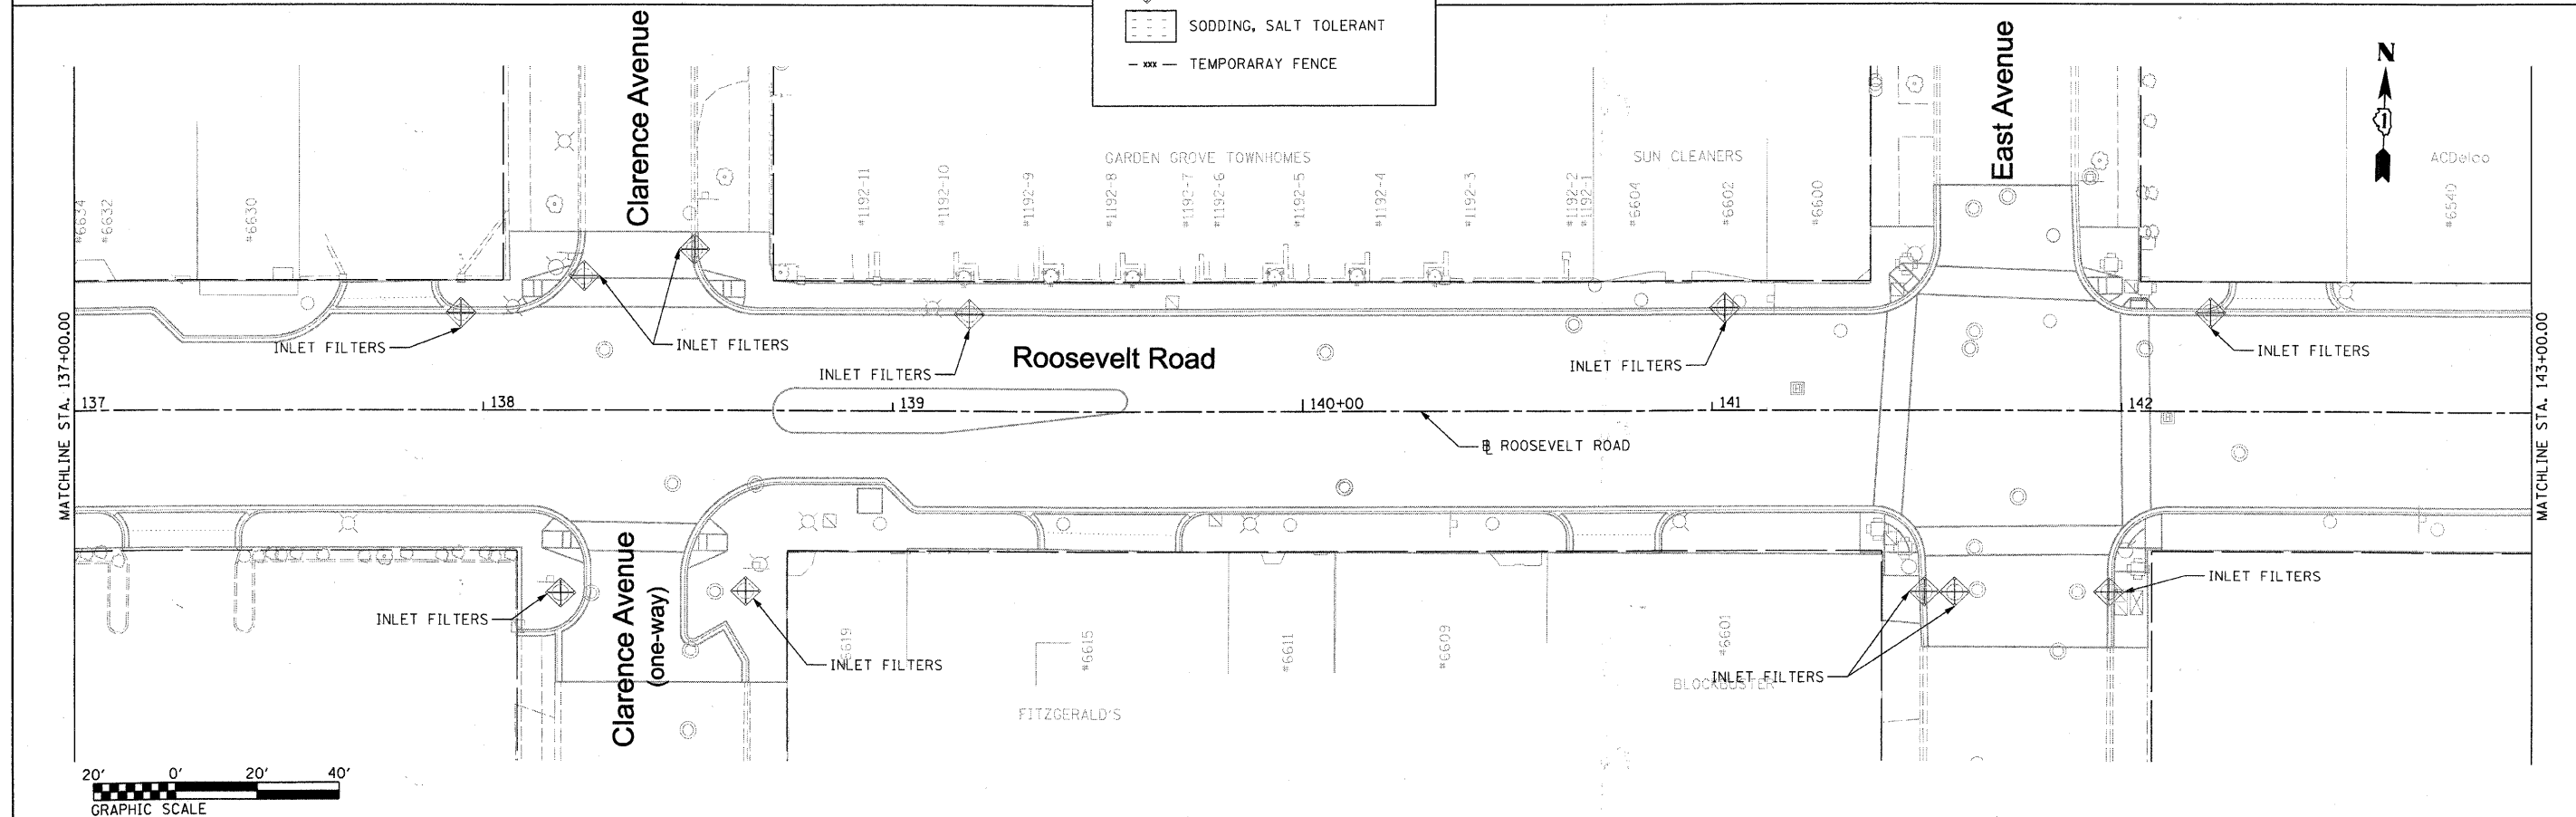 SODDING, SALT TOLERANT
- xxx - TEMPORARAY FENCE
Clarence Avenue
East Avenue
N
1
GARDEN GROVE TOWNHOMES
SUN CLEANERS
ACDelco
#6634
#6632
#6630
#1192-11
#1192-10
#1192-9
#1192-8
#1192-7
#1192-6
#1192-5
#1192-4
#1192-3
#1192-2
#1192-1
#6604
#6602
#6600
#6540
INLET FILTERS
INLET FILTERS
INLET FILTERS
INLET FILTERS
INLET FILTERS
Roosevelt Road
MATCHLINE STA. 137+00.00
MATCHLINE STA. 143+00.00
137
138
139
140+00
141
142
ROOSEVELT ROAD
INLET FILTERS
INLET FILTERS
INLET FILTERS
INLET FILTERS
Clarence Avenue
(one-way)
#6615
#6611
#6609
#6601
BLOCKBUSTER
FITZGERALD'S
20' 0' 20' 40'
GRAPHIC SCALE